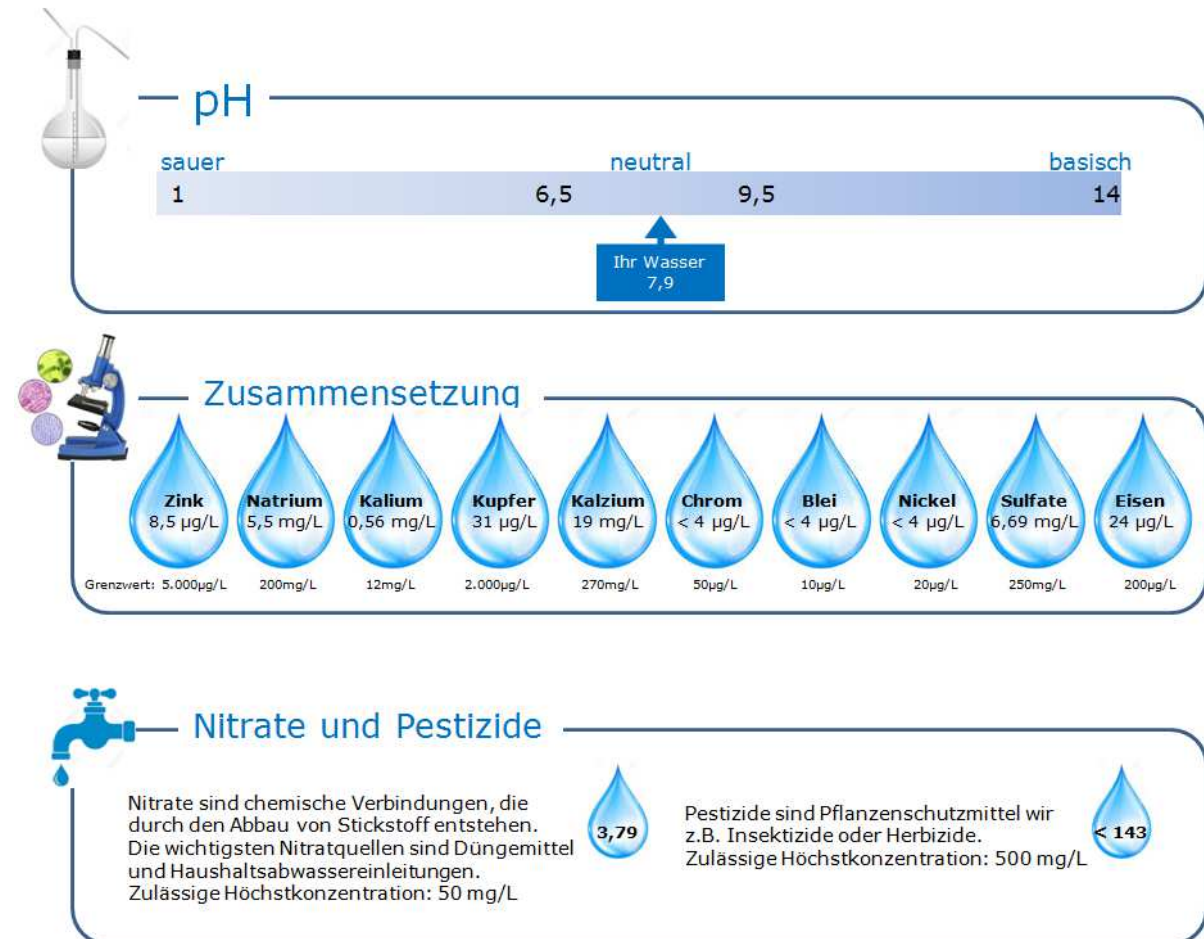 pH
sauer neutral basisch
1 6,5 9,5 14
Ihr Wasser
7,9
Zusammensetzung
Zink Natrium Kalium Kupfer Kalzium Chrom Blei Nickel Sulfate Eisen
8,5 µg/L 5,5 mg/L 0,56 mg/L 31 µg/L 19 mg/L < 4 µg/L < 4 µg/L < 4 µg/L 6,69 mg/L 24 µg/L
Grenzwert: 5.000µg/L 200mg/L 12mg/L 2.000µg/L 270mg/L 50µg/L 10µg/L 20µg/L 250mg/L 200µg/L
Nitrate und Pestizide
Nitrate sind chemische Verbindungen, die
durch den Abbau von Stickstoff entstehen.
Die wichtigsten Nitratquellen sind Düngemittel
und Haushaltsabwassereinleitungen.
Zulässige Höchstkonzentration: 50 mg/L
3,79
Pestizide sind Pflanzenschutzmittel wir
z.B. Insektizide oder Herbizide.
Zulässige Höchstkonzentration: 500 mg/L
< 143